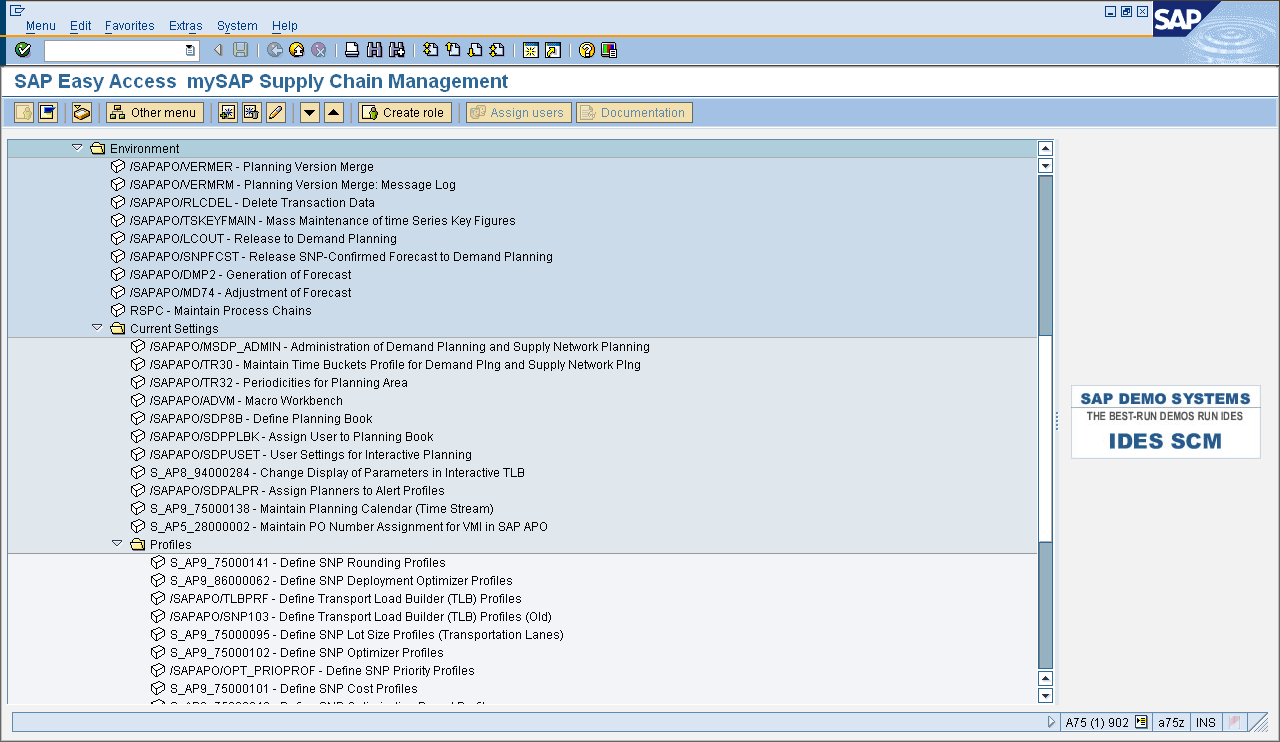 Menu Edit Favorites Extras System Help
SAP
SAP Easy Access mySAP Supply Chain Management
Other menu Create role Assign users Documentation
Environment
/SAPAPO/VERMER - Planning Version Merge
/SAPAPO/VERMRM - Planning Version Merge: Message Log
/SAPAPO/RLCDEL - Delete Transaction Data
/SAPAPO/TSKEYFMAIN - Mass Maintenance of time Series Key Figures
/SAPAPO/LCOUT - Release to Demand Planning
/SAPAPO/SNPFCST - Release SNP-Confirmed Forecast to Demand Planning
/SAPAPO/DMP2 - Generation of Forecast
/SAPAPO/MD74 - Adjustment of Forecast
RSPC - Maintain Process Chains
Current Settings
/SAPAPO/MSDP_ADMIN - Administration of Demand Planning and Supply Network Planning
/SAPAPO/TR30 - Maintain Time Buckets Profile for Demand Plng and Supply Network Plng
/SAPAPO/TR32 - Periodicities for Planning Area
/SAPAPO/ADVM - Macro Workbench
/SAPAPO/SDP8B - Define Planning Book
/SAPAPO/SDPPLBK - Assign User to Planning Book
/SAPAPO/SDPUSET - User Settings for Interactive Planning
S_AP8_94000284 - Change Display of Parameters in Interactive TLB
/SAPAPO/SDPALPR - Assign Planners to Alert Profiles
S_AP9_75000138 - Maintain Planning Calendar (Time Stream)
S_AP5_28000002 - Maintain PO Number Assignment for VMI in SAP APO
Profiles
S_AP9_75000141 - Define SNP Rounding Profiles
S_AP9_86000062 - Define SNP Deployment Optimizer Profiles
/SAPAPO/TLBPRF - Define Transport Load Builder (TLB) Profiles
/SAPAPO/SNP103 - Define Transport Load Builder (TLB) Profiles (Old)
S_AP9_75000095 - Define SNP Lot Size Profiles (Transportation Lanes)
S_AP9_75000102 - Define SNP Optimizer Profiles
/SAPAPO/OPT_PRIOPROF - Define SNP Priority Profiles
S_AP9_75000101 - Define SNP Cost Profiles
SAP DEMO SYSTEMS
THE BEST-RUN DEMOS RUN IDES
IDES SCM
A75 (1) 902 a75z INS